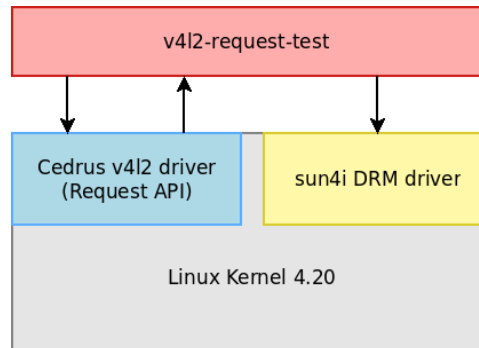 v4l2-request-test
Cedrus v4l2 driver
(Request API)
sun4i DRM driver
Linux Kernel 4.20